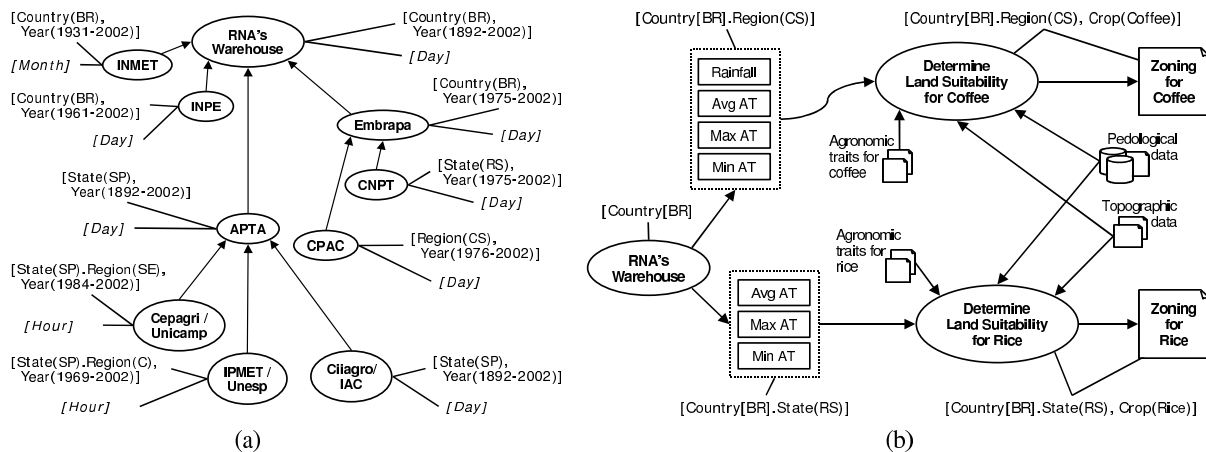 [Country(BR),
Year(1931-2002)]
[Month]
INMET
RNA's
Warehouse
[Country(BR),
Year(1892-2002)]
[Day]
[Country(BR),
Year(1961-2002)]
[Day]
INPE
[Country(BR),
Year(1975-2002)]
[Day]
Embrapa
[State(SP),
Year(1892-2002)]
[Day]
APTA
CNPT
[State(RS),
Year(1975-2002)]
[Day]
CPAC
[Region(CS),
Year(1976-2002)]
[Day]
[State(SP).Region(SE),
Year(1984-2002)]
[Hour]
Cepagri /
Unicamp
[State(SP).Region(C),
Year(1969-2002)]
[Hour]
IPMET /
Unesp
Ciiagro/
IAC
[State(SP),
Year(1892-2002)]
[Day]
(a)
[Country[BR].Region(CS)]
Rainfall
Avg AT
Max AT
Min AT
[Country[BR].Region(CS), Crop(Coffee)]
Determine
Land Suitability
for Coffee
Zoning
for
Coffee
Agronomic
traits for
coffee
Pedological
data
Topographic
data
[Country[BR]
RNA's
Warehouse
Agronomic
traits for
rice
Avg AT
Max AT
Min AT
Determine
Land Suitability
for Rice
Zoning
for
Rice
[Country[BR].State(RS)]
[Country[BR].State(RS), Crop(Rice)]
(b)